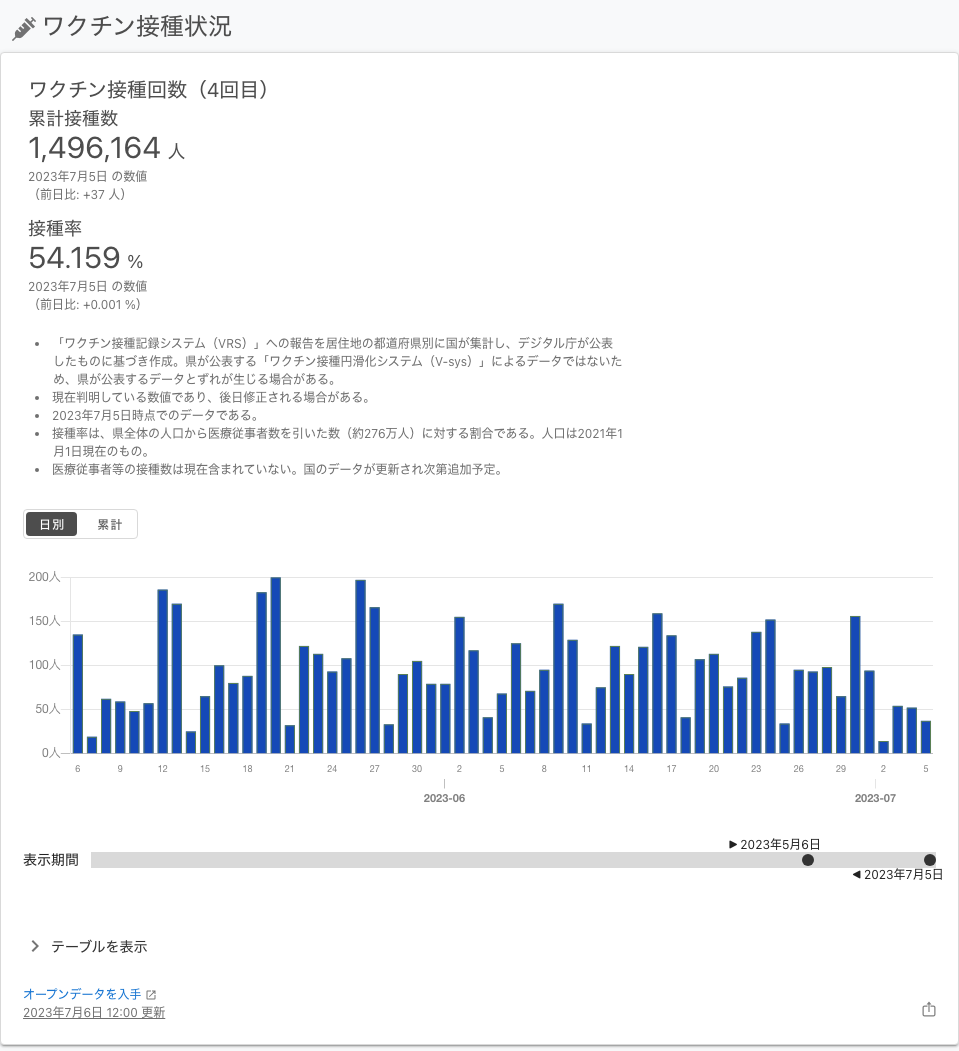 ワクチン接種状況
ワクチン接種回数（4回目）
累計接種数
1,496,164 人
2023年7月5日 の数値
（前日比: +37 人）
接種率
54.159 %
2023年7月5日 の数値
（前日比: +0.001 %）
「ワクチン接種記録システム（VRS）」への報告を居住地の都道府県別に国が集計し、デジタル庁が公表
したものに基づき作成。県が公表する「ワクチン接種円滑化システム（V-sys）」によるデータではないた
め、県が公表するデータとずれが生じる場合がある。
現在判明している数値であり、後日修正される場合がある。
2023年7月5日時点でのデータである。
接種率は、県全体の人口から医療従事者数を引いた数（約276万人）に対する割合である。人口は2021年1
月1日現在のもの。
医療従事者等の接種数は現在含まれていない。国のデータが更新され次第追加予定。
日別 累計
200人
150人
100人
50人
0人
6 9 12 15 18 21 24 27 30 2 5 8 11 14 17 20 23 26 29 2 5
2023-06 2023-07
2023年5月6日
表示期間
2023年7月5日
テーブルを表示
オープンデータを入手
2023年7月6日 12:00 更新